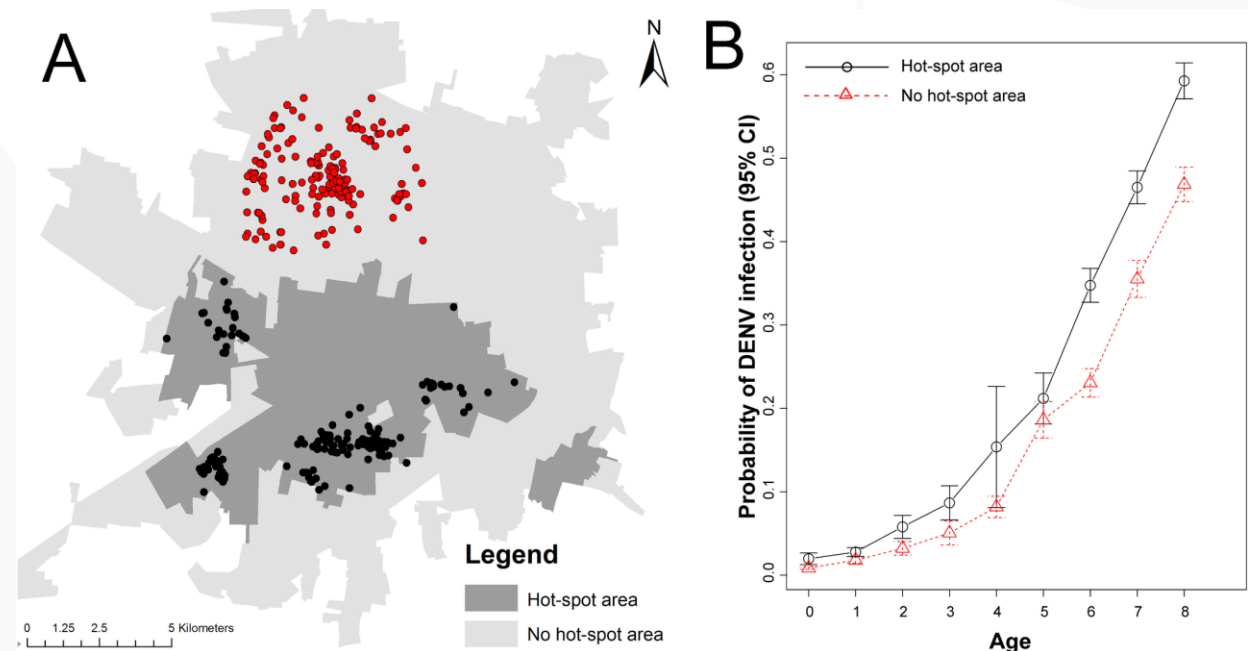 A
N
Legend
Hot-spot area
No hot-spot area
0 1.25 2.5 5 Kilometers
B
Hot-spot area
No hot-spot area
Probability of DENV infection (95% CI)
0.6
0.5
0.4
0.3
0.2
0.1
0.0
0 1 2 3 4 5 6 7 8
Age